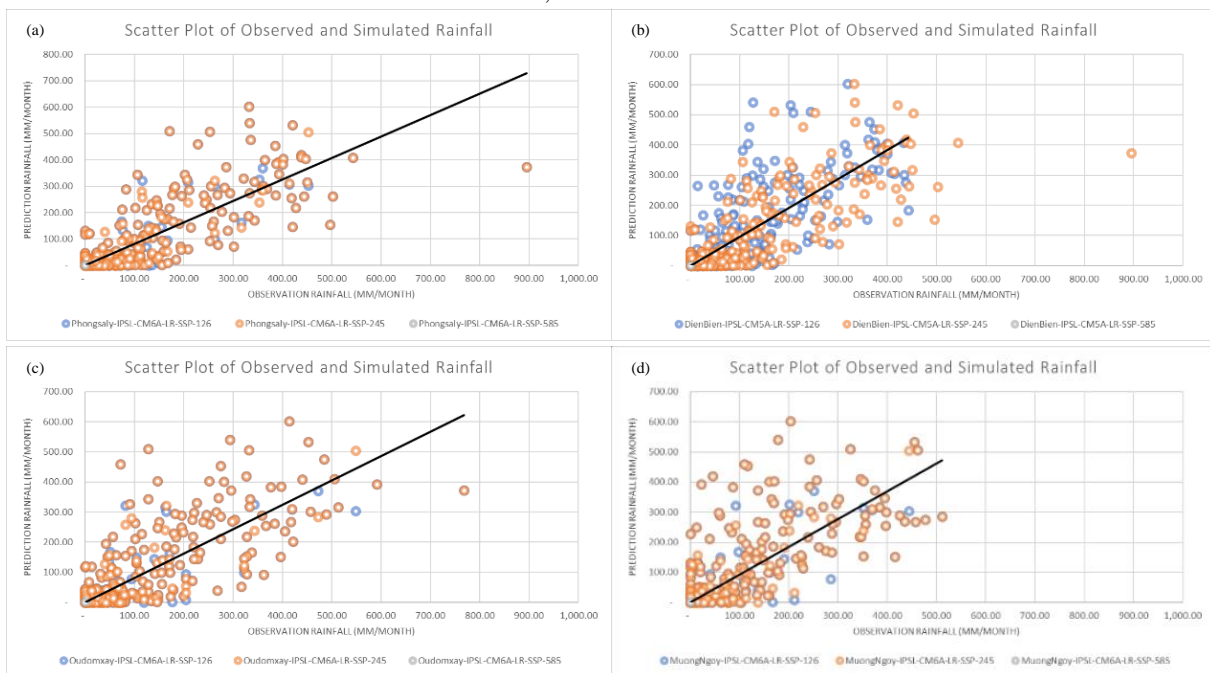 (a) Scatter Plot of Observed and Simulated Rainfall
PREDICTION RAINFALL (MM/MONTH)
800.00
700.00
600.00
500.00
400.00
300.00
200.00
100.00
-
- 100.00 200.00 300.00 400.00 500.00 600.00 700.00 800.00 900.00 1,000.00
OBSERVATION RAINFALL (MM/MONTH)
Phongsaly-IPSL-CM6A-LR-SSP-126 Phongsaly-IPSL-CM6A-LR-SSP-245 Phongsaly-IPSL-CM6A-LR-SSP-585
(b) Scatter Plot of Observed and Simulated Rainfall
PREDICTION RAINFALL (MM/MONTH)
700.00
600.00
500.00
400.00
300.00
200.00
100.00
-
- 100.00 200.00 300.00 400.00 500.00 600.00 700.00 800.00 900.00 1,000.00
OBSERVATION RAINFALL (MM/MONTH)
DienBien-IPSL-CM5A-LR-SSP-126 DienBien-IPSL-CM5A-LR-SSP-245 DienBien-IPSL-CM5A-LR-SSP-585
(c) Scatter Plot of Observed and Simulated Rainfall
PREDICTION RAINFALL (MM/MONTH)
700.00
600.00
500.00
400.00
300.00
200.00
100.00
-
- 100.00 200.00 300.00 400.00 500.00 600.00 700.00 800.00 900.00 1,000.00
OBSERVATION RAINFALL (MM/MONTH)
Oudomxay-IPSL-CM6A-LR-SSP-126 Oudomxay-IPSL-CM6A-LR-SSP-245 Oudomxay-IPSL-CM6A-LR-SSP-585
(d) Scatter Plot of Observed and Simulated Rainfall
PREDICTION RAINFALL (MM/MONTH)
700.00
600.00
500.00
400.00
300.00
200.00
100.00
-
- 100.00 200.00 300.00 400.00 500.00 600.00 700.00 800.00 900.00 1,000.00
OBSERVATION RAINFALL (MM/MONTH)
MuongNgoy-IPSL-CM6A-LR-SSP-126 MuongNgoy-IPSL-CM6A-LR-SSP-245 MuongNgoy-IPSL-CM6A-LR-SSP-585